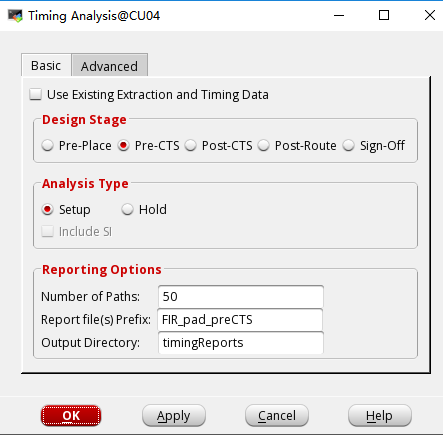 Timing Analysis@CU04
Basic Advanced
Use Existing Extraction and Timing Data
Design Stage
Pre-Place Pre-CTS Post-CTS Post-Route Sign-Off
Analysis Type
Setup Hold
Include SI
Reporting Options
Number of Paths: 50
Report file(s) Prefix: FIR_pad_preCTS
Output Directory: timingReports
OK Apply Cancel Help